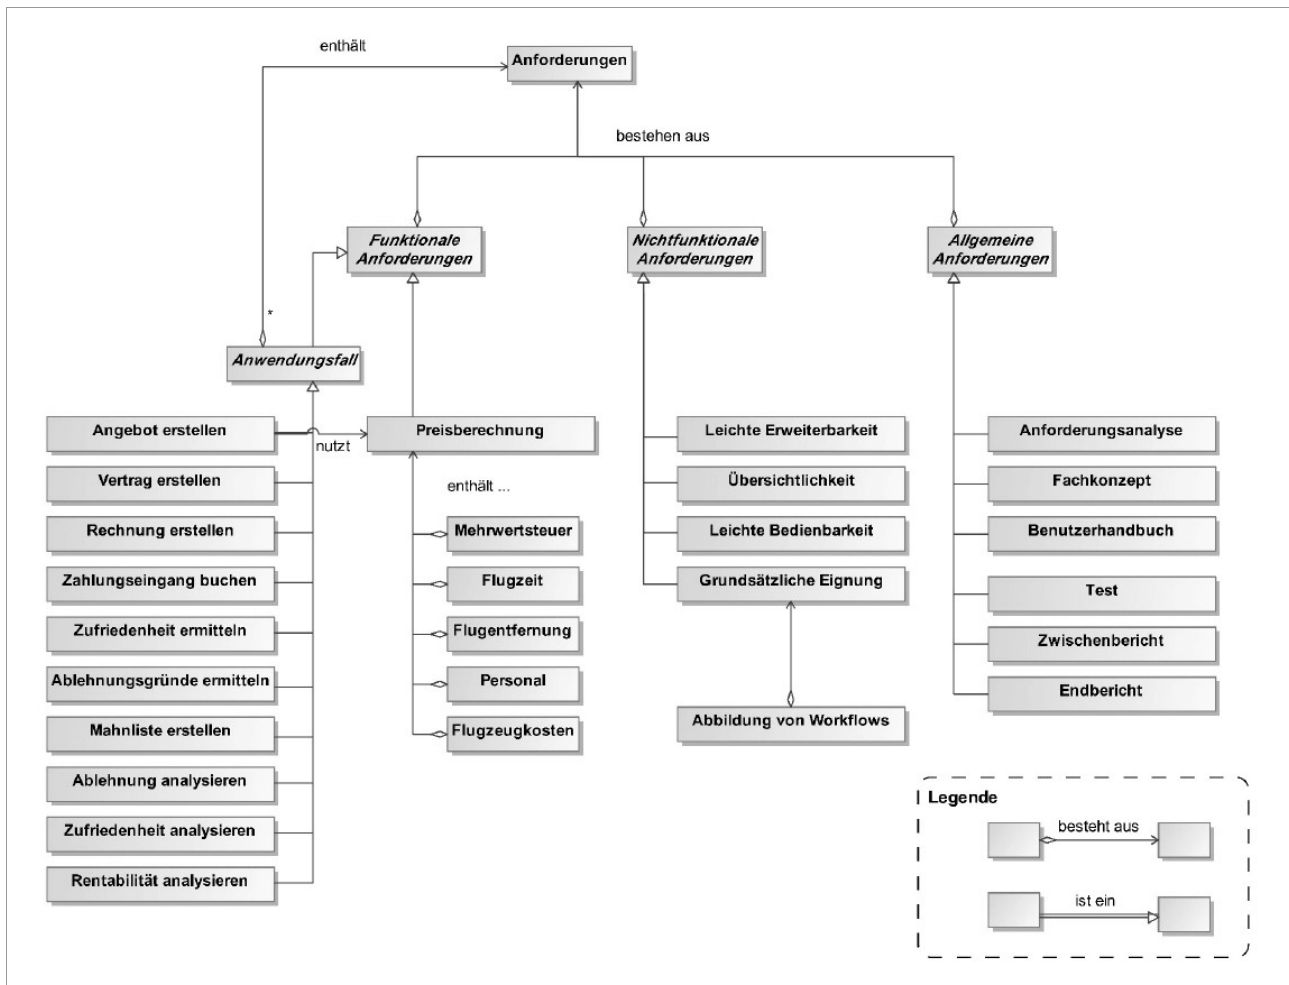 enthält
Anforderungen
bestehen aus
Funktionale
Anforderungen
Nichtfunktionale
Anforderungen
Allgemeine
Anforderungen
*
Anwendungsfall
Angebot erstellen
nutzt
Preisberechnung
Leichte Erweiterbarkeit
Anforderungsanalyse
Vertrag erstellen
enthält ...
Übersichtlichkeit
Fachkonzept
Rechnung erstellen
Mehrwertsteuer
Leichte Bedienbarkeit
Benutzerhandbuch
Zahlungseingang buchen
Flugzeit
Grundsätzliche Eignung
Test
Zufriedenheit ermitteln
Flugentfernung
Zwischenbericht
Ablehnungsgründe ermitteln
Personal
Endbericht
Mahnliste erstellen
Flugzeugkosten
Abbildung von Workflows
Ablehnung analysieren
Zufriedenheit analysieren
Rentabilität analysieren
Legende
besteht aus
ist ein